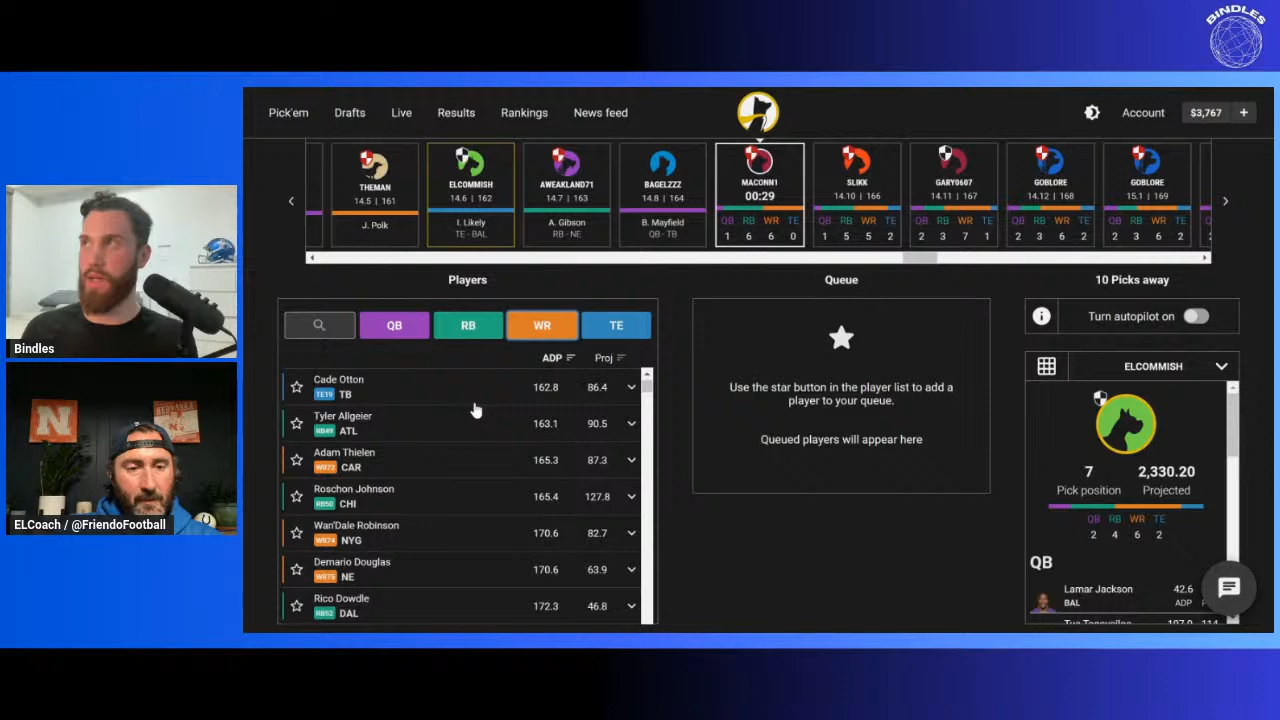 BINDLES
Pick'em Drafts Live Results Rankings News feed
Account $3,767 +
THEMAN
14.5 | 161
J. Polk
ELCOMMISH
14.6 | 162
I. Likely
TE - BAL
AWEAKLAND71
14.7 | 163
A. Gibson
RB - NE
BAGELZZZ
14.8 | 164
B. Mayfield
QB - TB
MACONN1
00:29
QB RB WR TE
1 6 6 0
SLIKK
14.10 | 166
QB RB WR TE
1 5 5 2
GARY0607
14.11 | 167
QB RB WR TE
2 3 7 1
GOBLORE
14.12 | 168
QB RB WR TE
2 3 6 2
GOBLORE
15.1 | 169
QB RB WR TE
2 3 6 2
Players
QB RB WR TE
ADP Proj
Cade Otton
TE19 TB 162.8 86.4
Tyler Allgeier
RB49 ATL 163.1 90.5
Adam Thielen
WR72 CAR 165.3 87.3
Roschon Johnson
RB50 CHI 165.4 127.8
Wan'Dale Robinson
WR74 NYG 170.6 82.7
Demario Douglas
WR75 NE 170.6 63.9
Rico Dowdle
RB52 DAL 172.3 46.8
Queue
Use the star button in the player list to add a
player to your queue.
Queued players will appear here
10 Picks away
Turn autopilot on
ELCOMMISH
7 2,330.20
Pick position Projected
QB RB WR TE
2 4 6 2
QB
Lamar Jackson 42.6
BAL ADP
Bindles
N
NEBRASKA
ELCoach / @FriendoFootball